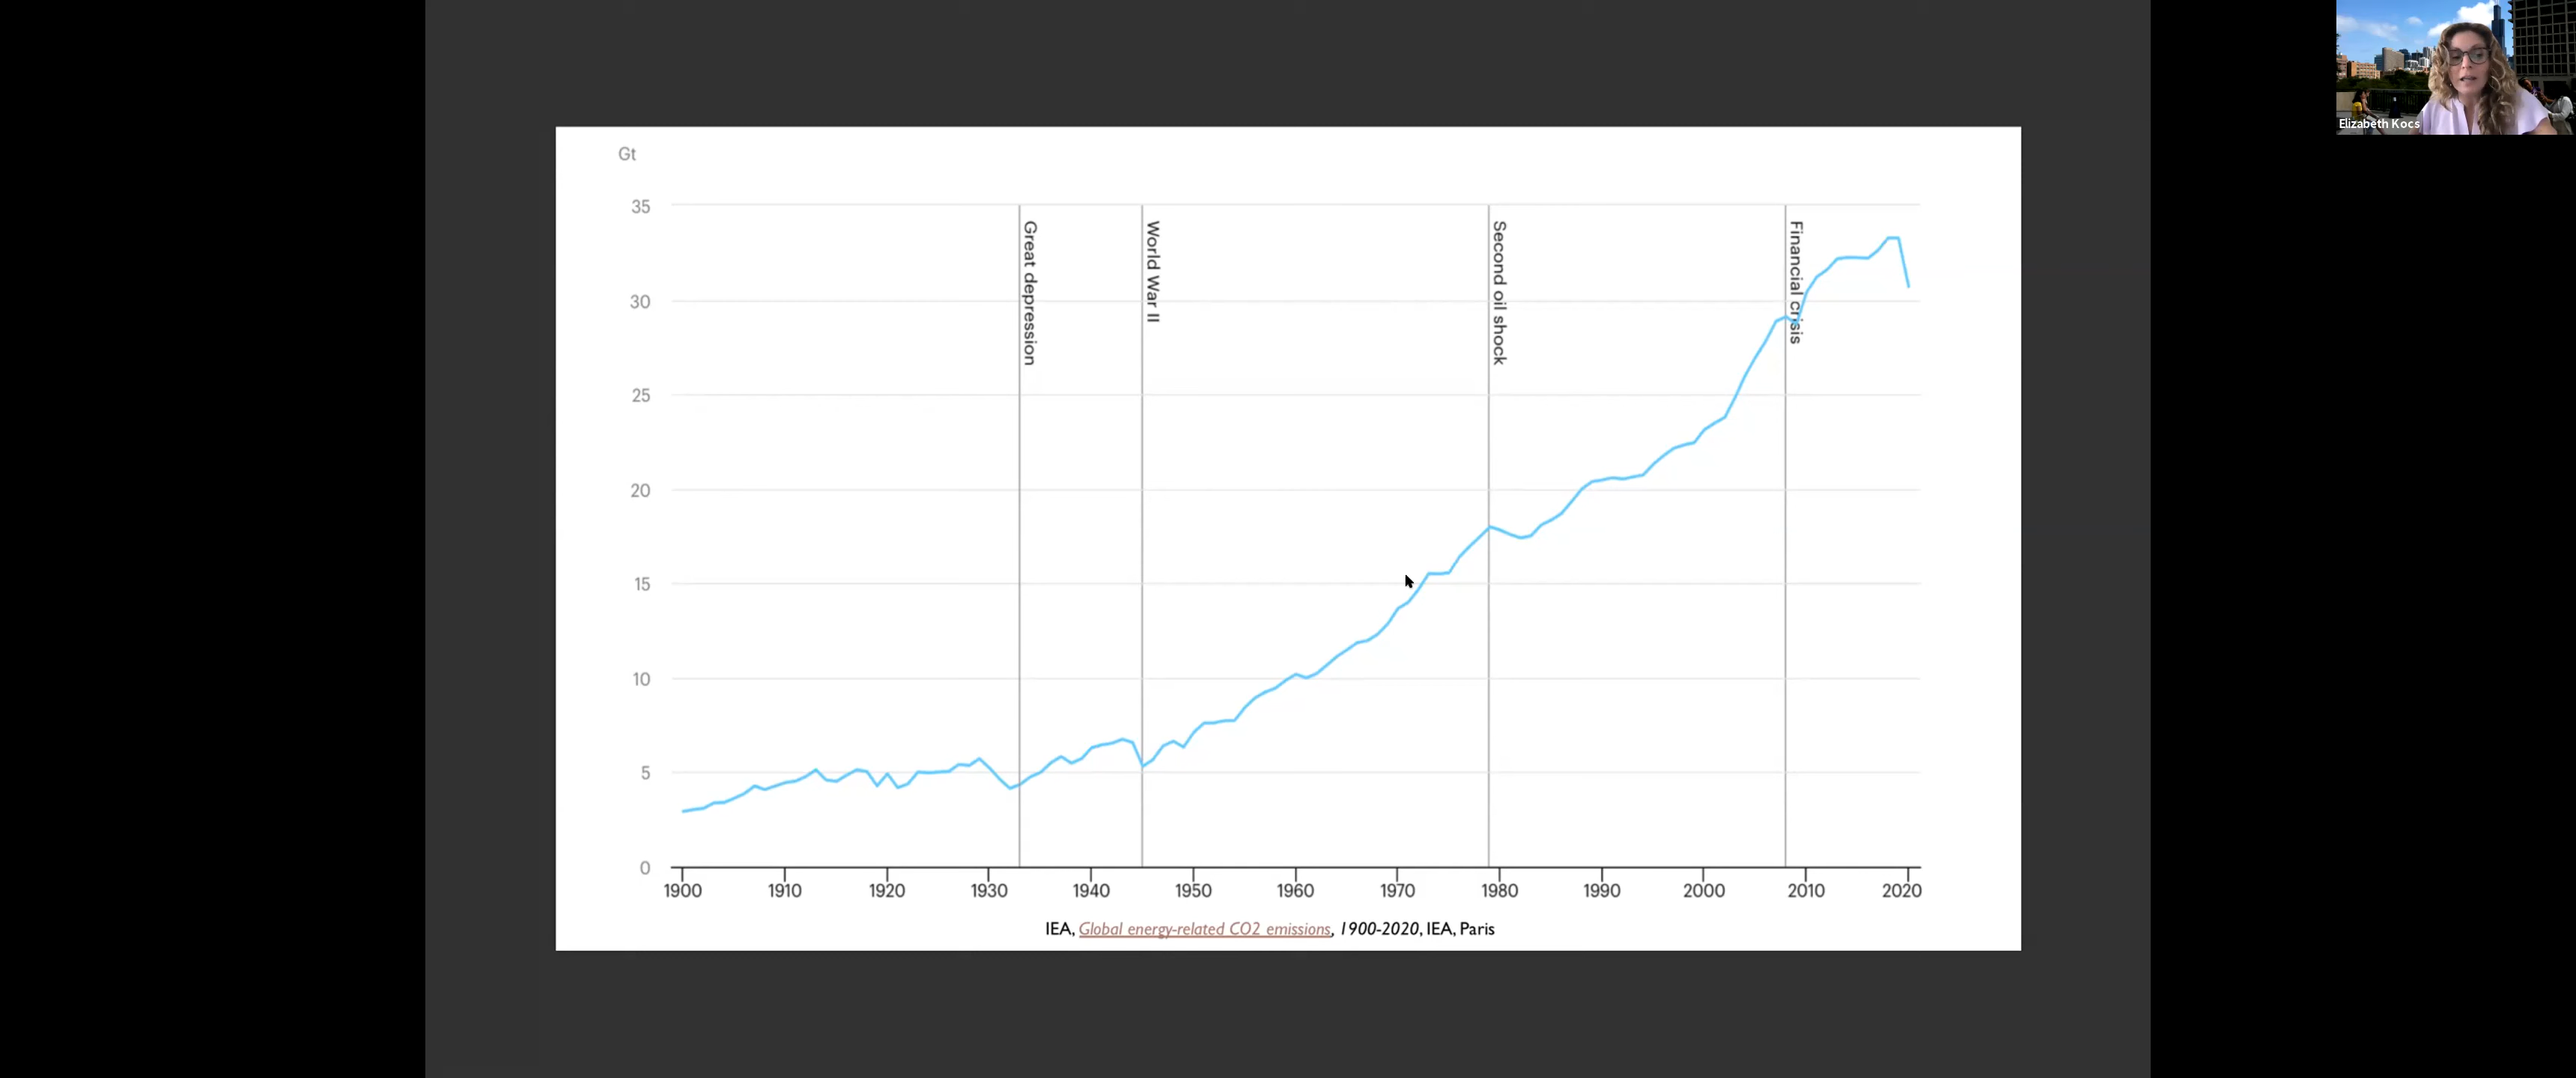 Elizabeth Kocs
Gt
35
30
25
20
15
10
5
0
Great depression
World War II
Second oil shock
Financial crisis
1900 1910 1920 1930 1940 1950 1960 1970 1980 1990 2000 2010 2020
IEA, Global energy-related CO2 emissions, 1900-2020, IEA, Paris